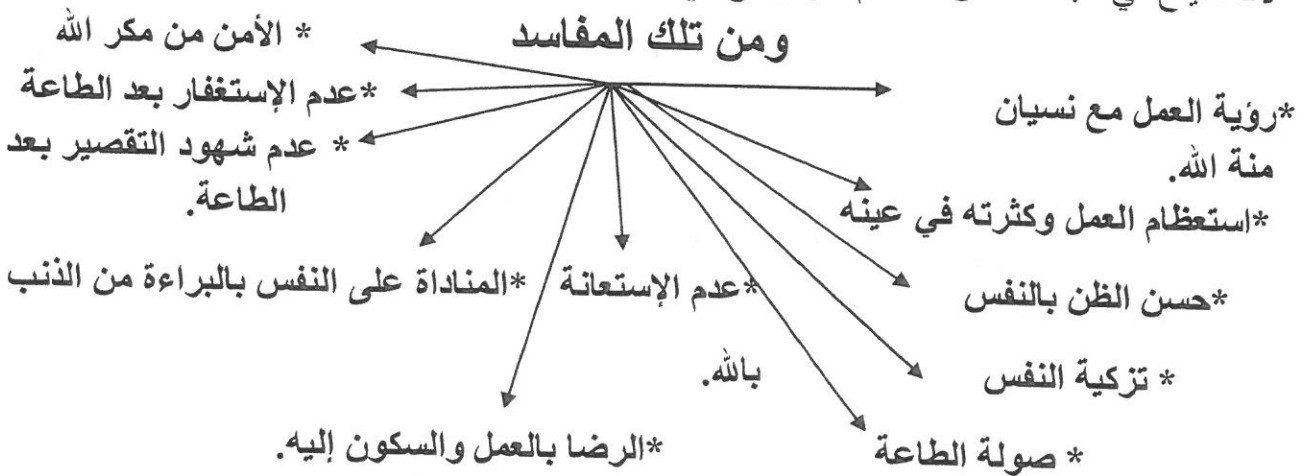 ومن تلك المفاسد
*رؤية العمل مع نسيان
منة الله.
*استعظام العمل وكثرته في عينه
*حسن الظن بالنفس
* تزكية النفس
* صولة الطاعة
*عدم الإستعانة
بالله.
*الرضا بالعمل والسكون إليه.
*المناداة على النفس بالبراءة من الذنب
* عدم شهود التقصير بعد
الطاعة.
*عدم الإستغفار بعد الطاعة
* الأمن من مكر الله